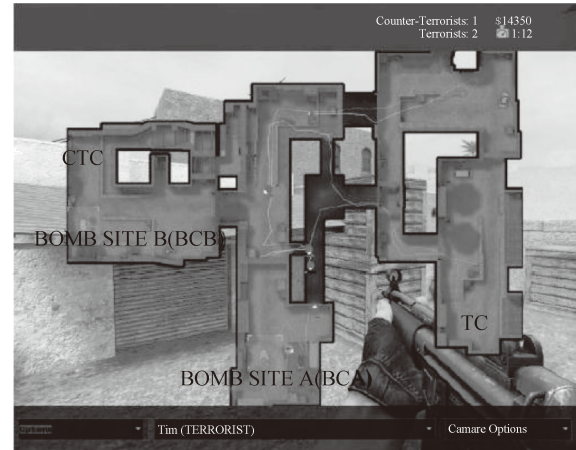 Counter-Terrorists: 1 $14350
Terrorists: 2 1:12
CTC
BOMB SITE B(BCB)
TC
BOMB SITE A(BCA)
Tim (TERRORIST)
Camare Options